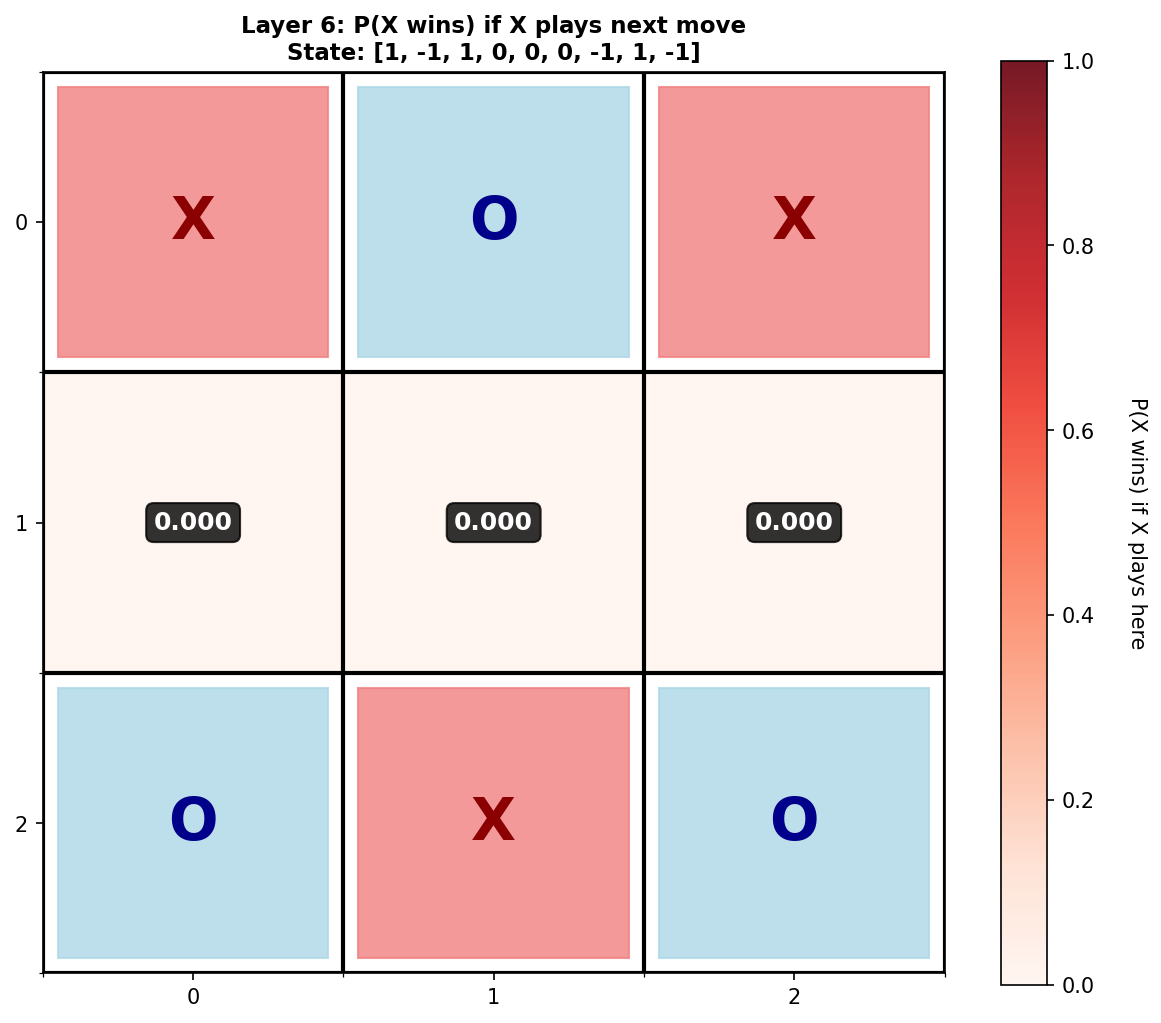 Layer 6: P(X wins) if X plays next move
State: [1, -1, 1, 0, 0, 0, -1, 1, -1]
0
X
O
X
1
0.000
0.000
0.000
2
O
X
O
0
1
2
1.0
0.8
0.6
0.4
0.2
0.0
P(X wins) if X plays here